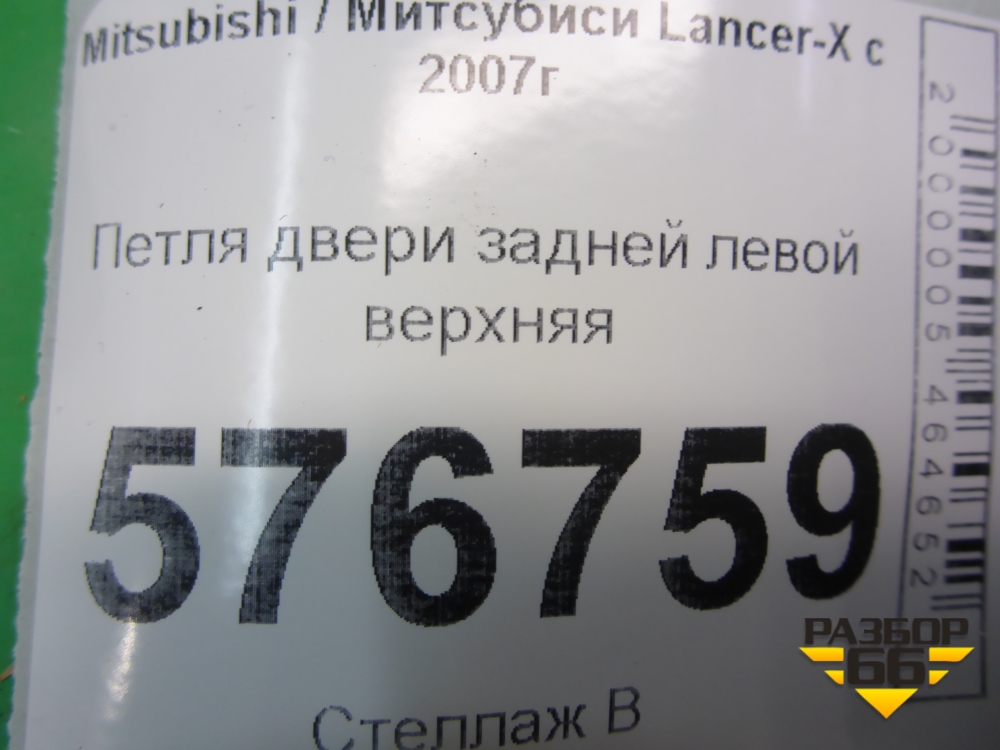 Mitsubishi / Митсубиси Lancer-X с
2007г
Петля двери задней левой
верхняя
576759
Стеллаж В
2000005464652
РАЗБОР
66